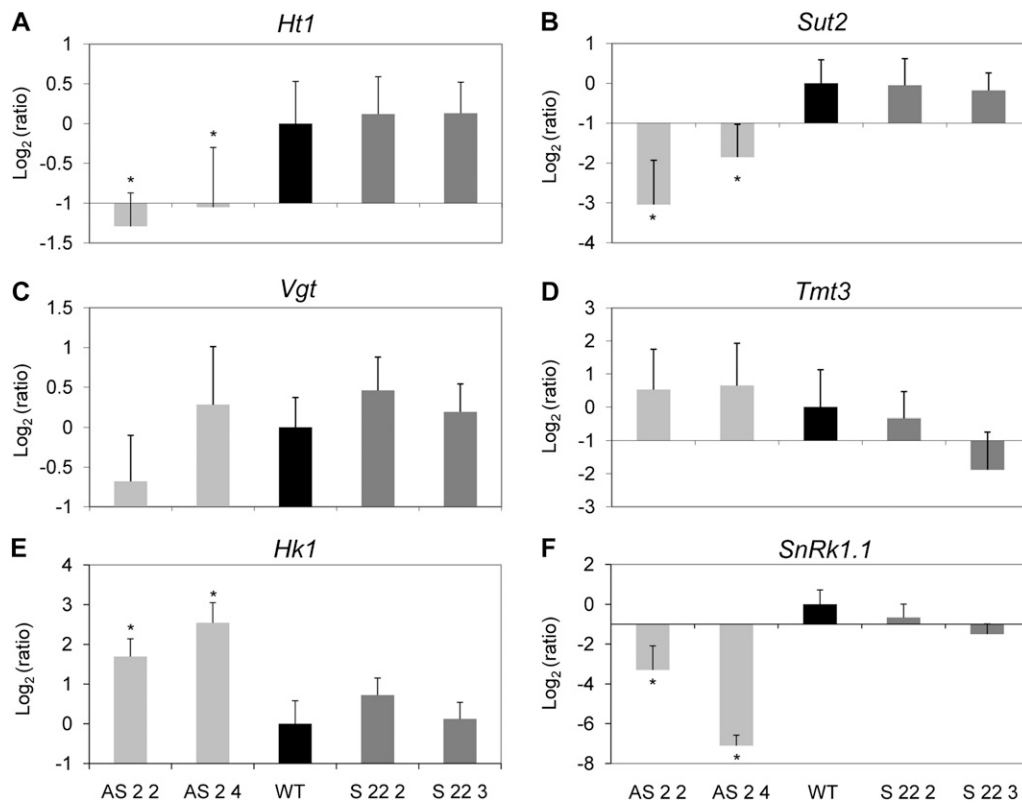 A
Ht1
Log2 (ratio)
1
0.5
0
-0.5
-1
-1.5
*
*
B
Sut2
Log2 (ratio)
1
0
-1
-2
-3
-4
*
*
C
Vgt
Log2 (ratio)
1.5
1
0.5
0
-0.5
-1
D
Tmt3
Log2 (ratio)
3
2
1
0
-1
-2
-3
E
Hk1
Log2 (ratio)
4
3
2
1
0
-1
*
*
AS 2 2
AS 2 4
WT
S 22 2
S 22 3
F
SnRk1.1
Log2 (ratio)
2
0
-2
-4
-6
-8
*
*
AS 2 2
AS 2 4
WT
S 22 2
S 22 3